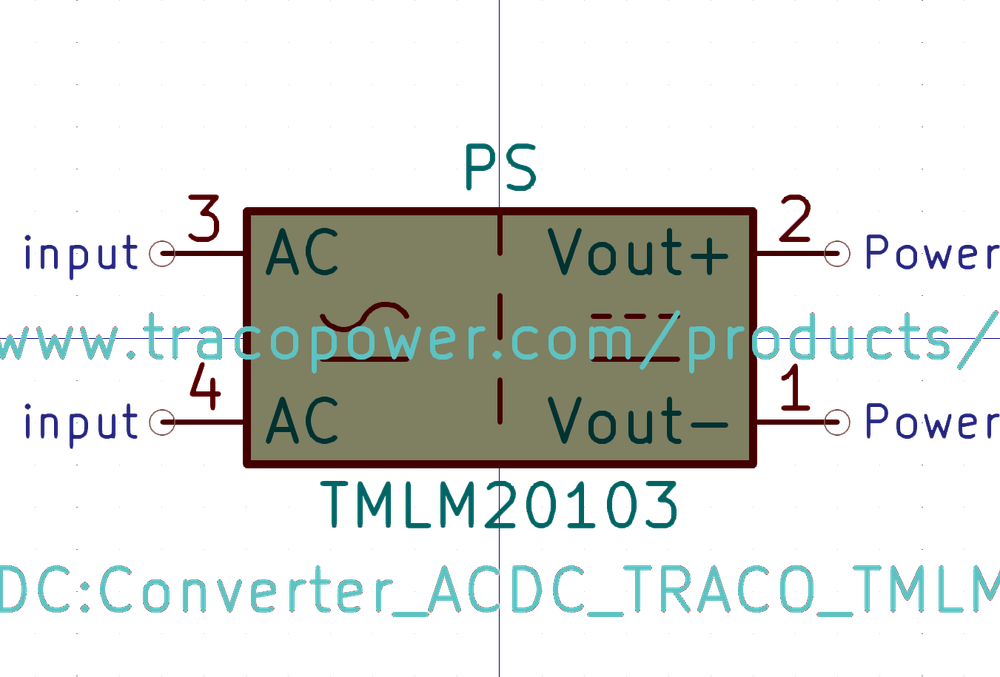 PS
3 2
input AC Vout+ Power
www.tracopower.com/products/
4 1
input AC Vout- Power
TMLM20103
DC:Converter_ACDC_TRACO_TMLM